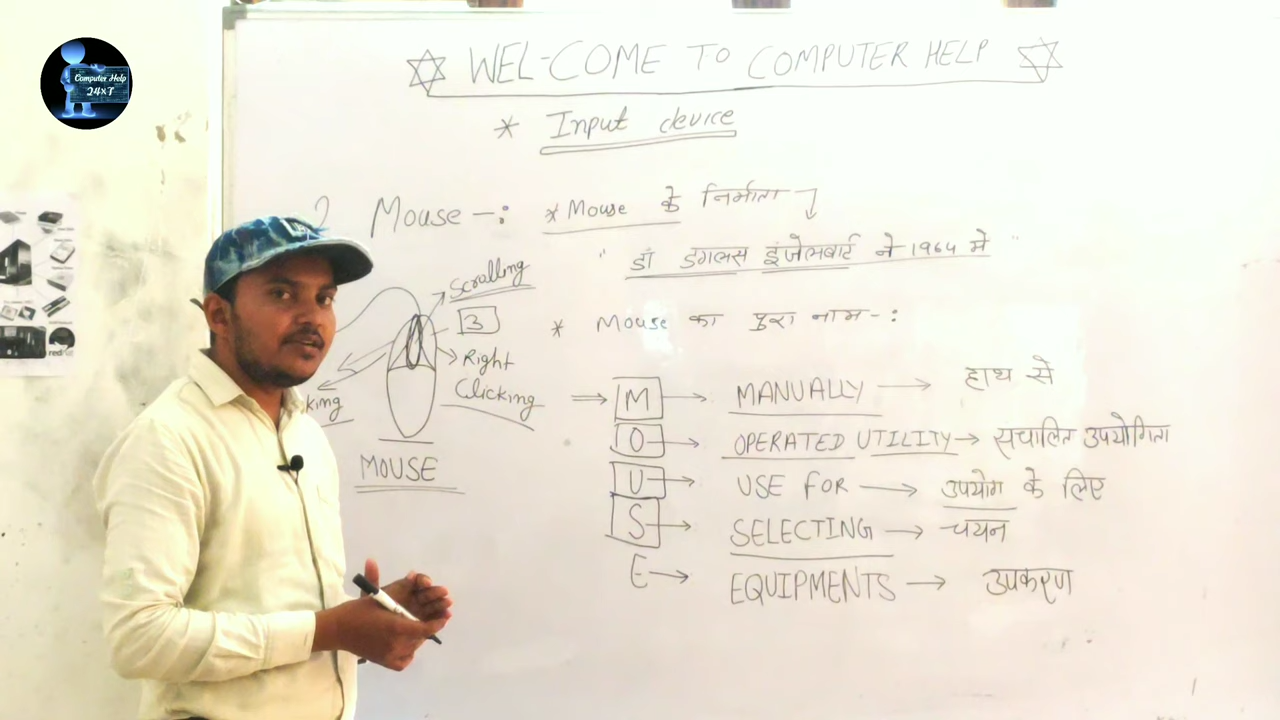 Computer Help
24×7
WEL-COME TO COMPUTER HELP
* Input device
2 Mouse -: * Mouse के निर्माता
" डॉ डगलस इंजेलबार्ट ने 1964 मे "
Scrolling
3
Right
Clicking
king
MOUSE
* Mouse का पुरा नाम-:
M → MANUALLY → हाथ से
O → OPERATED UTILITY → सचालित उपयोगिता
U → USE FOR → उपयोग के लिए
S → SELECTING → चयन
E → EQUIPMENTS → उपकरण